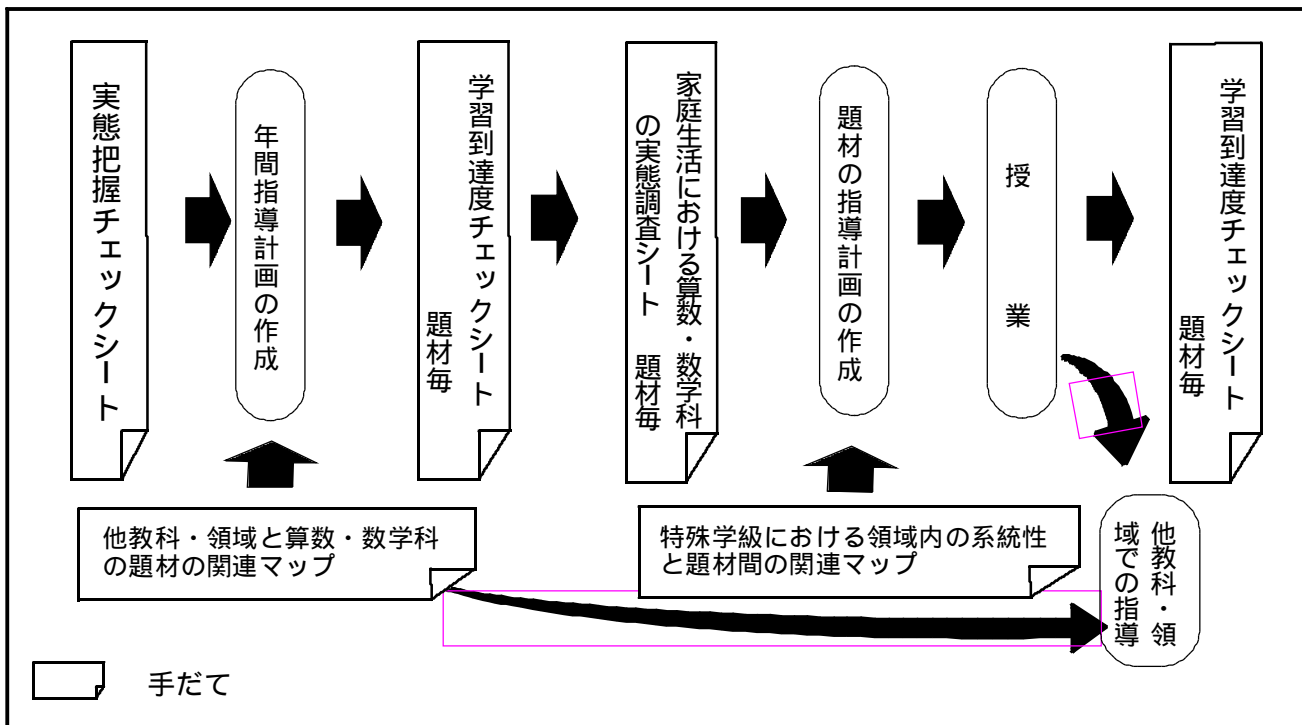 実態把握チェックシート
年間指導計画の作成
学習到達度チェックシート
題材毎
家庭生活における算数・数学科
の実態調査シート　題材毎
題材の指導計画の作成
授業
学習到達度チェックシート
題材毎
他教科・領域と算数・数学科
の題材の関連マップ
特殊学級における領域内の系統性
と題材間の関連マップ
他教科・領
域での指導
手だて